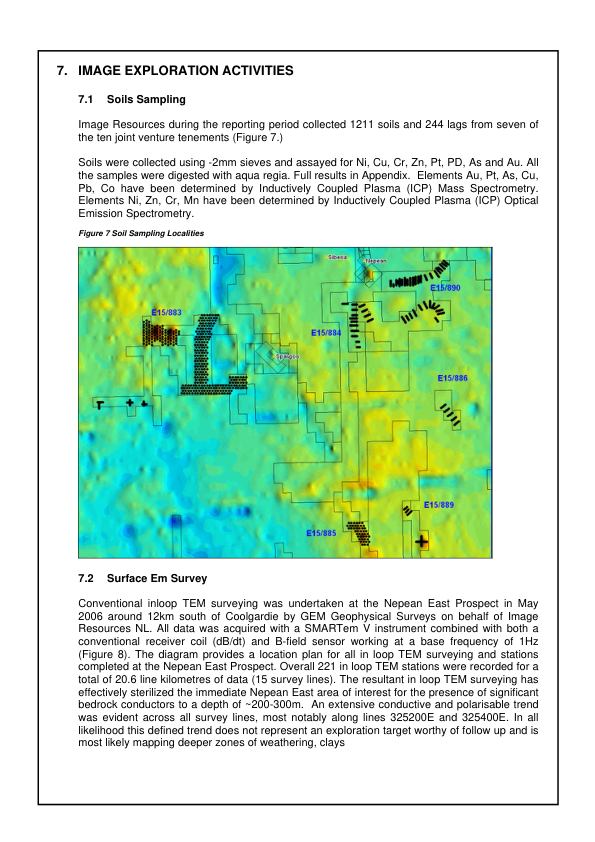 7. IMAGE EXPLORATION ACTIVITIES
7.1 Soils Sampling
Image Resources during the reporting period collected 1211 soils and 244 lags from seven of
the ten joint venture tenements (Figure 7.)
Soils were collected using -2mm sieves and assayed for Ni, Cu, Cr, Zn, Pt, PD, As and Au. All
the samples were digested with aqua regia. Full results in Appendix. Elements Au, Pt, As, Cu,
Pb, Co have been determined by Inductively Coupled Plasma (ICP) Mass Spectrometry.
Elements Ni, Zn, Cr, Mn have been determined by Inductively Coupled Plasma (ICP) Optical
Emission Spectrometry.
Figure 7 Soil Sampling Localities
Nepean
E15/890
E15/883
E15/884
Spargos
E15/886
E15/889
E15/885
7.2 Surface Em Survey
Conventional inloop TEM surveying was undertaken at the Nepean East Prospect in May
2006 around 12km south of Coolgardie by GEM Geophysical Surveys on behalf of Image
Resources NL. All data was acquired with a SMARTem V instrument combined with both a
conventional receiver coil (dB/dt) and B-field sensor working at a base frequency of 1Hz
(Figure 8). The diagram provides a location plan for all in loop TEM surveying and stations
completed at the Nepean East Prospect. Overall 221 in loop TEM stations were recorded for a
total of 20.6 line kilometres of data (15 survey lines). The resultant in loop TEM surveying has
effectively sterilized the immediate Nepean East area of interest for the presence of significant
bedrock conductors to a depth of ~200-300m. An extensive conductive and polarisable trend
was evident across all survey lines, most notably along lines 325200E and 325400E. In all
likelihood this defined trend does not represent an exploration target worthy of follow up and is
most likely mapping deeper zones of weathering, clays